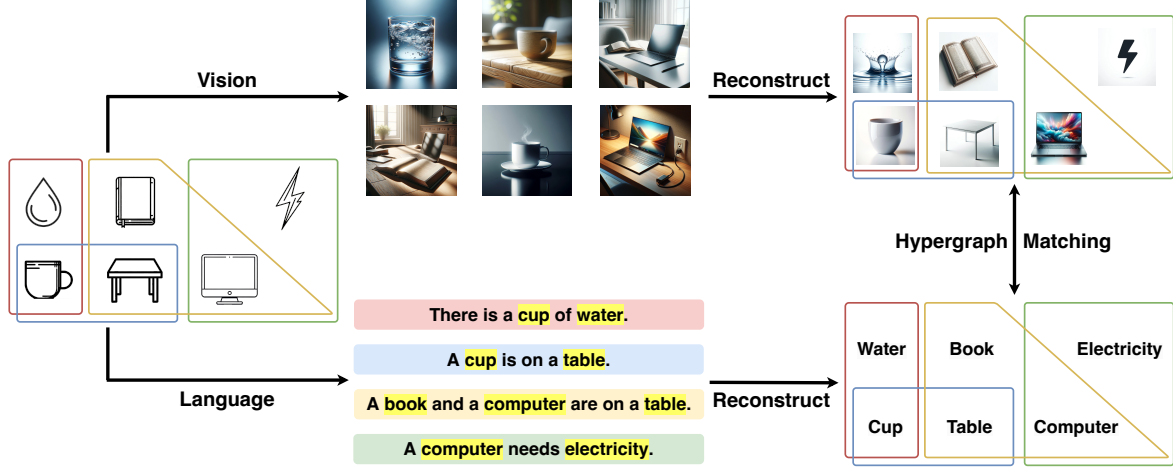 Vision
Reconstruct
Hypergraph Matching
There is a cup of water.
A cup is on a table.
A book and a computer are on a table.
A computer needs electricity.
Language
Reconstruct
Water Book Electricity
Cup Table Computer